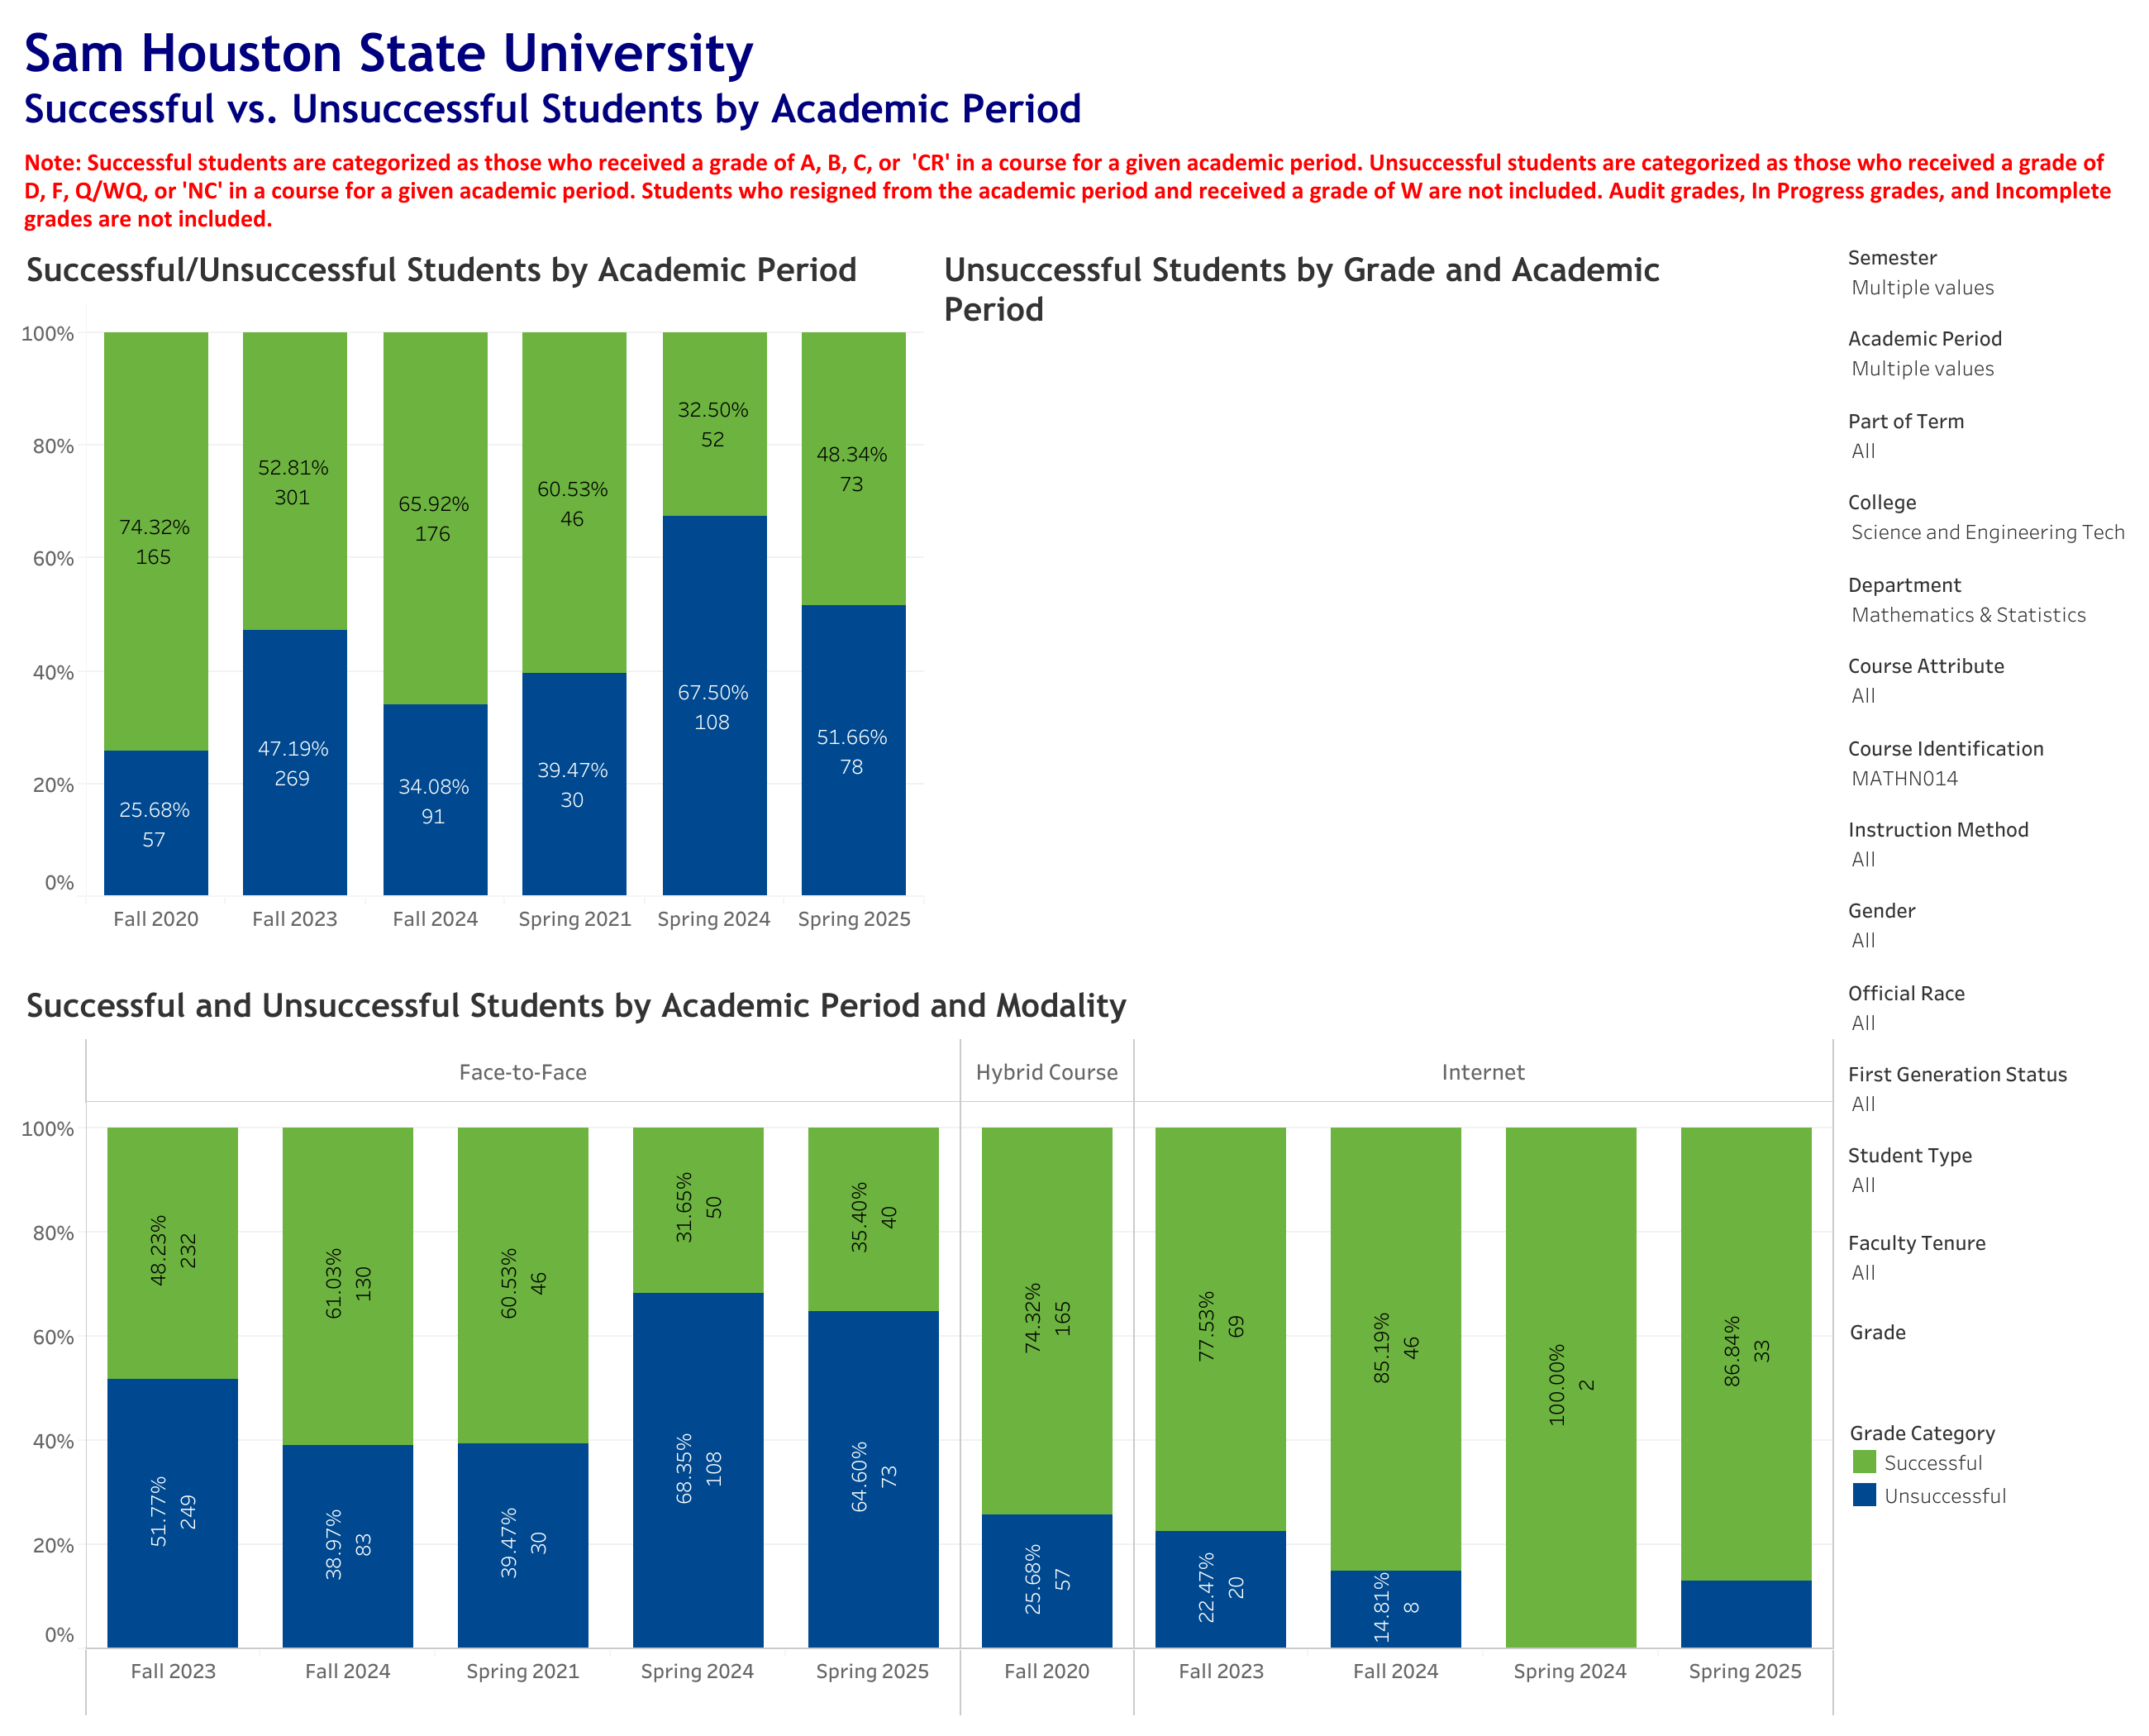 Sam Houston State University
Successful vs. Unsuccessful Students by Academic Period
Note: Successful students are categorized as those who received a grade of A, B, C, or  'CR' in a course for a given academic period. Unsuccessful students are categorized as those who received a grade of
D, F, Q/WQ, or 'NC' in a course for a given academic period. Students who resigned from the academic period and received a grade of W are not included. Audit grades, In Progress grades, and Incomplete
grades are not included.
Successful/Unsuccessful Students by Academic Period
100%
80%
60%
40%
20%
0%
74.32%
165
25.68%
57
52.81%
301
47.19%
269
65.92%
176
34.08%
91
60.53%
46
39.47%
30
32.50%
52
67.50%
108
48.34%
73
51.66%
78
Fall 2020
Fall 2023
Fall 2024
Spring 2021
Spring 2024
Spring 2025
Unsuccessful Students by Grade and Academic
Period
Semester
Multiple values
Academic Period
Multiple values
Part of Term
All
College
Science and Engineering Tech
Department
Mathematics & Statistics
Course Attribute
All
Course Identification
MATHN014
Instruction Method
All
Gender
All
Official Race
All
First Generation Status
All
Student Type
All
Faculty Tenure
All
Grade
Grade Category
Successful
Unsuccessful
Successful and Unsuccessful Students by Academic Period and Modality
Face-to-Face
Hybrid Course
Internet
100%
80%
60%
40%
20%
0%
48.23%
232
51.77%
249
61.03%
130
38.97%
83
60.53%
46
39.47%
30
31.65%
50
68.35%
108
35.40%
40
64.60%
73
74.32%
165
25.68%
57
77.53%
69
22.47%
20
85.19%
46
14.81%
8
100.00%
2
86.84%
33
Fall 2023
Fall 2024
Spring 2021
Spring 2024
Spring 2025
Fall 2020
Fall 2023
Fall 2024
Spring 2024
Spring 2025